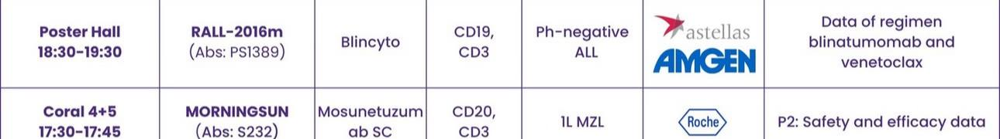 Poster Hall
18:30-19:30
RALL-2016m
(Abs: PS1389)
Blincyto
CD19,
CD3
Ph-negative
ALL
astellas
AMGEN
Data of regimen
blinatumomab and
venetoclax
Coral 4+5
17:30-17:45
MORNINGSUN
(Abs: S232)
Mosunetuzum
ab SC
CD20,
CD3
1L MZL
Roche
P2: Safety and efficacy data